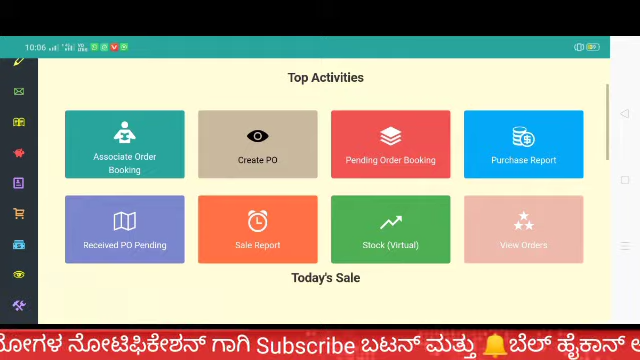 10:06
Top Activities
Associate Order
Booking
Create PO
Pending Order Booking
Purchase Report
Received PO Pending
Sale Report
Stock (Virtual)
View Orders
Today's Sale
ನೋಟಿಫಿಕೇಶನ್ ಗಾಗಿ Subscribe ಬಟನ್ ಮತ್ತು 🔔ಬೆಲ್ ಹೈಕಾನ್